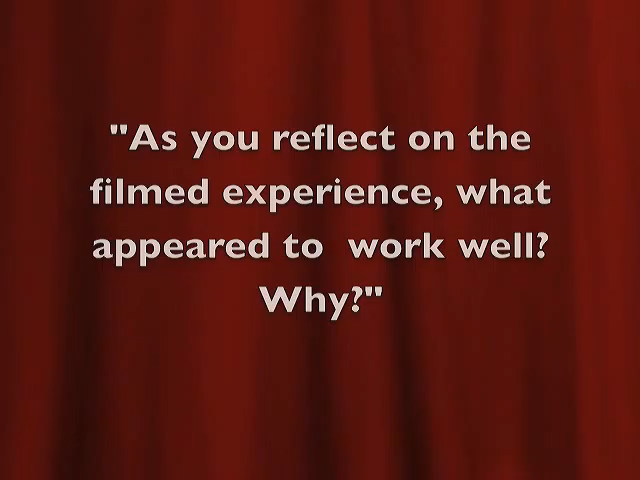 "As you reflect on the
filmed experience, what
appeared to  work well?
Why?"